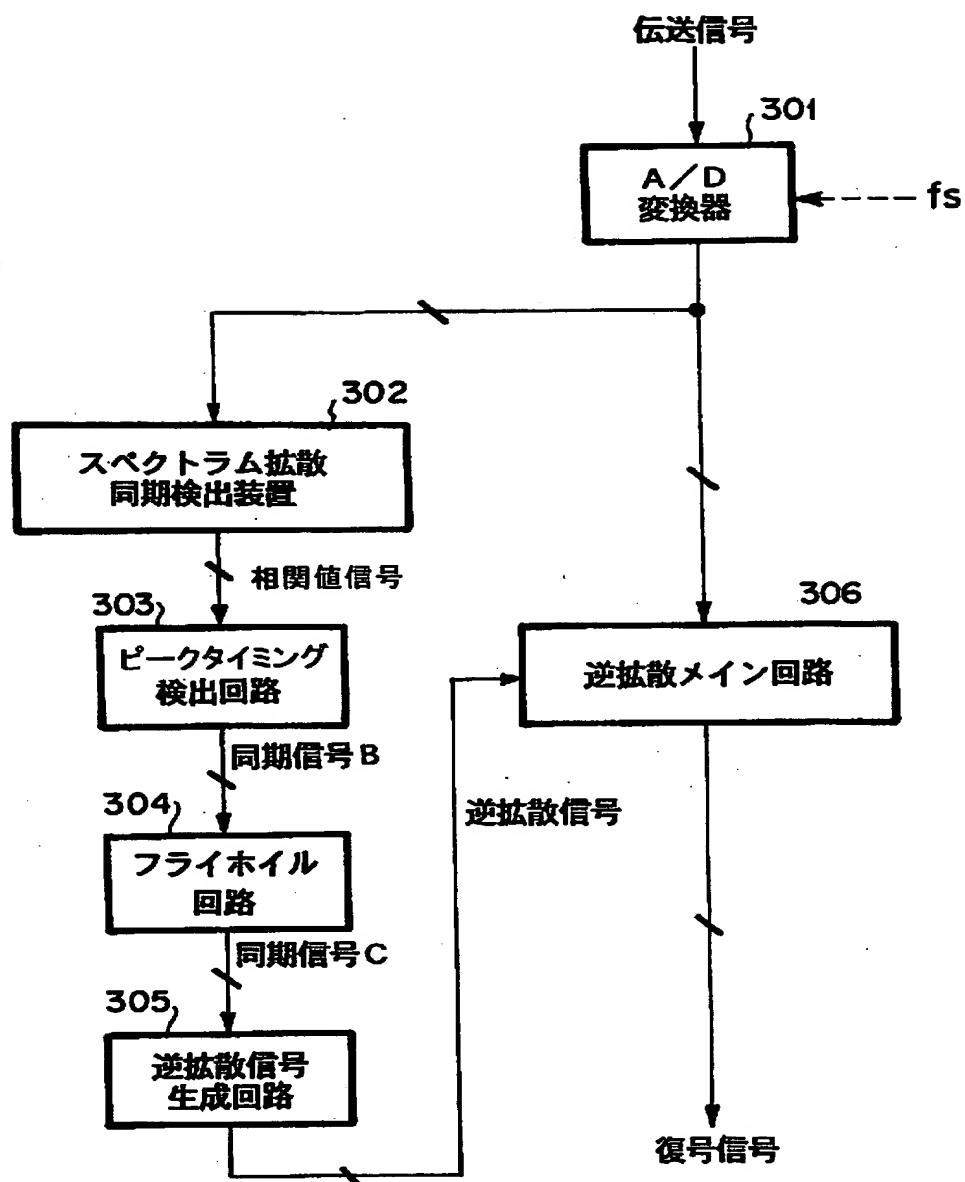 伝送信号
301
A/D
変換器
fs
302
スペクトラム拡散
同期検出装置
相関値信号
303
ピークタイミング
検出回路
306
逆拡散メイン回路
同期信号B
304
フライホイル
回路
逆拡散信号
同期信号C
305
逆拡散信号
生成回路
復号信号